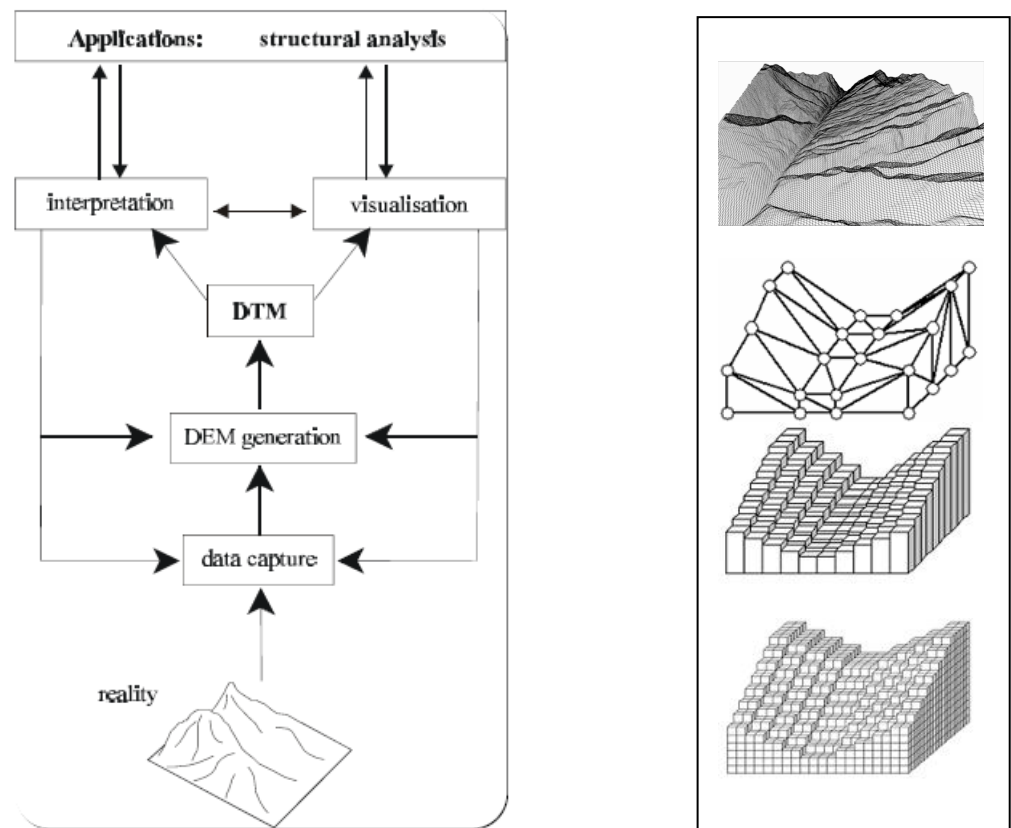 Applications: structural analysis
interpretation
visualisation
DTM
DEM generation
data capture
reality